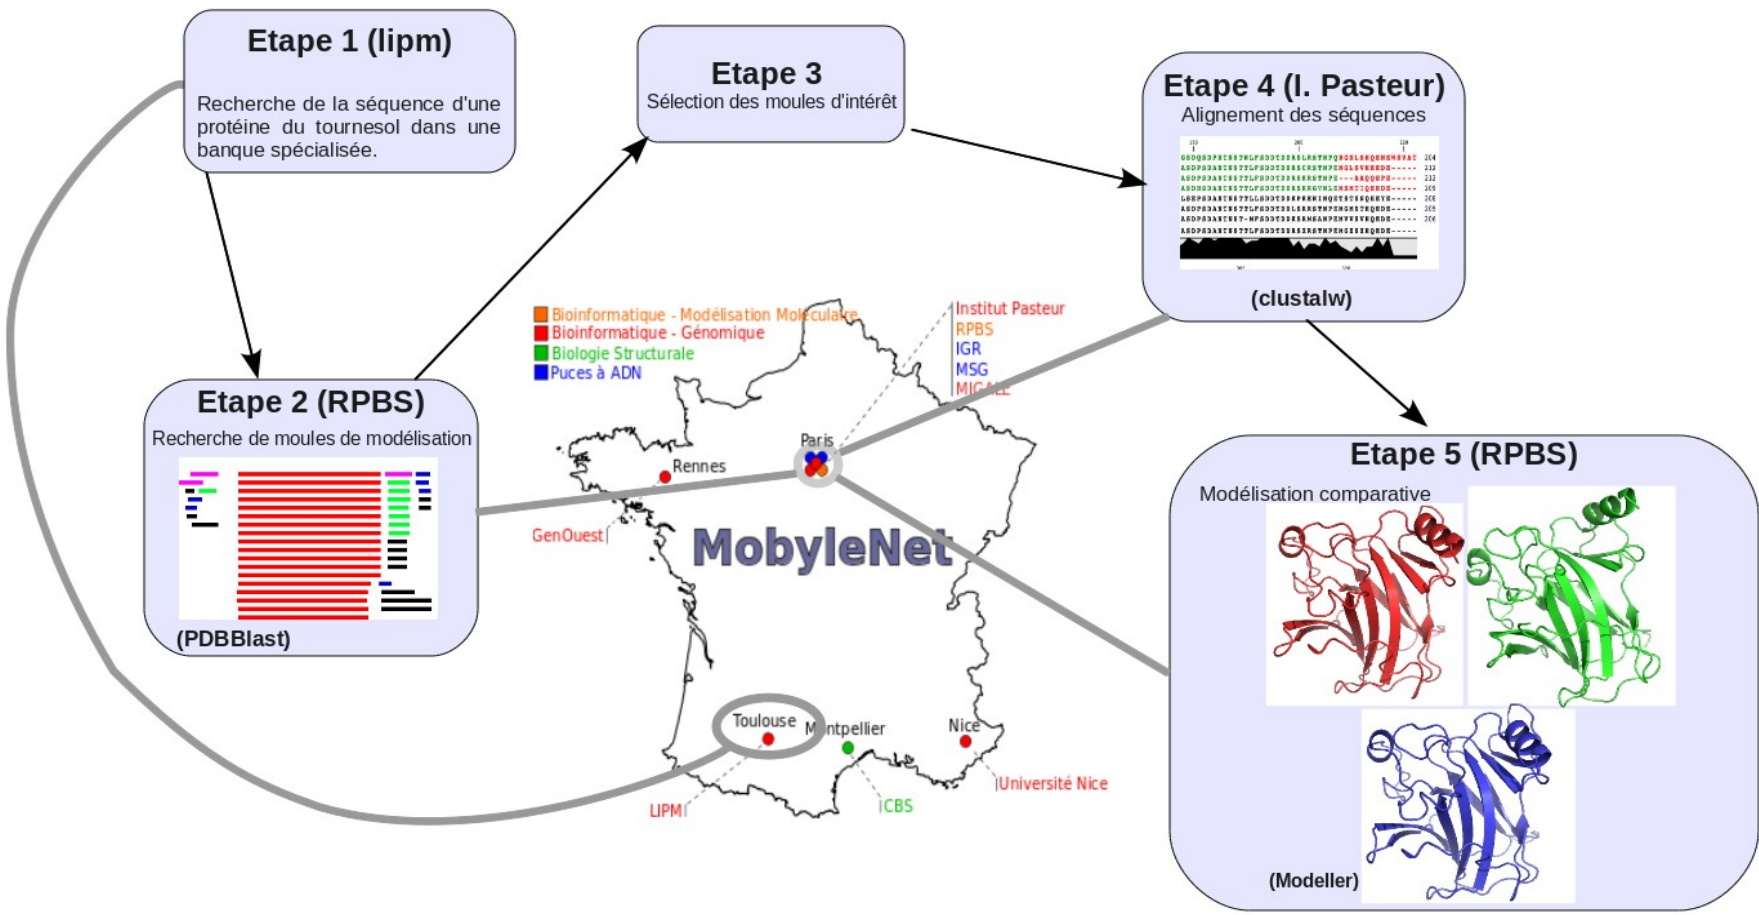 Etape 1 (lipm)
Recherche de la séquence d'une
protéine du tournesol dans une
banque spécialisée.
Etape 2 (RPBS)
Recherche de moules de modélisation
(PDBBlast)
Etape 3
Sélection des moules d'intérêt
Etape 4 (I. Pasteur)
Alignement des séquences
204
(clustalw)
Etape 5 (RPBS)
Modélisation comparative
(Modeller)
Bioinformatique - Modélisation Moléculaire
Bioinformatique - Génomique
Biologie Structurale
Puces à ADN
Institut Pasteur
RPBS
IGR
MSG
MIGALE
Paris
Rennes
GenOuest
MobyleNet
Toulouse
Montpellier
Nice
LIPM
CBS
Université Nice